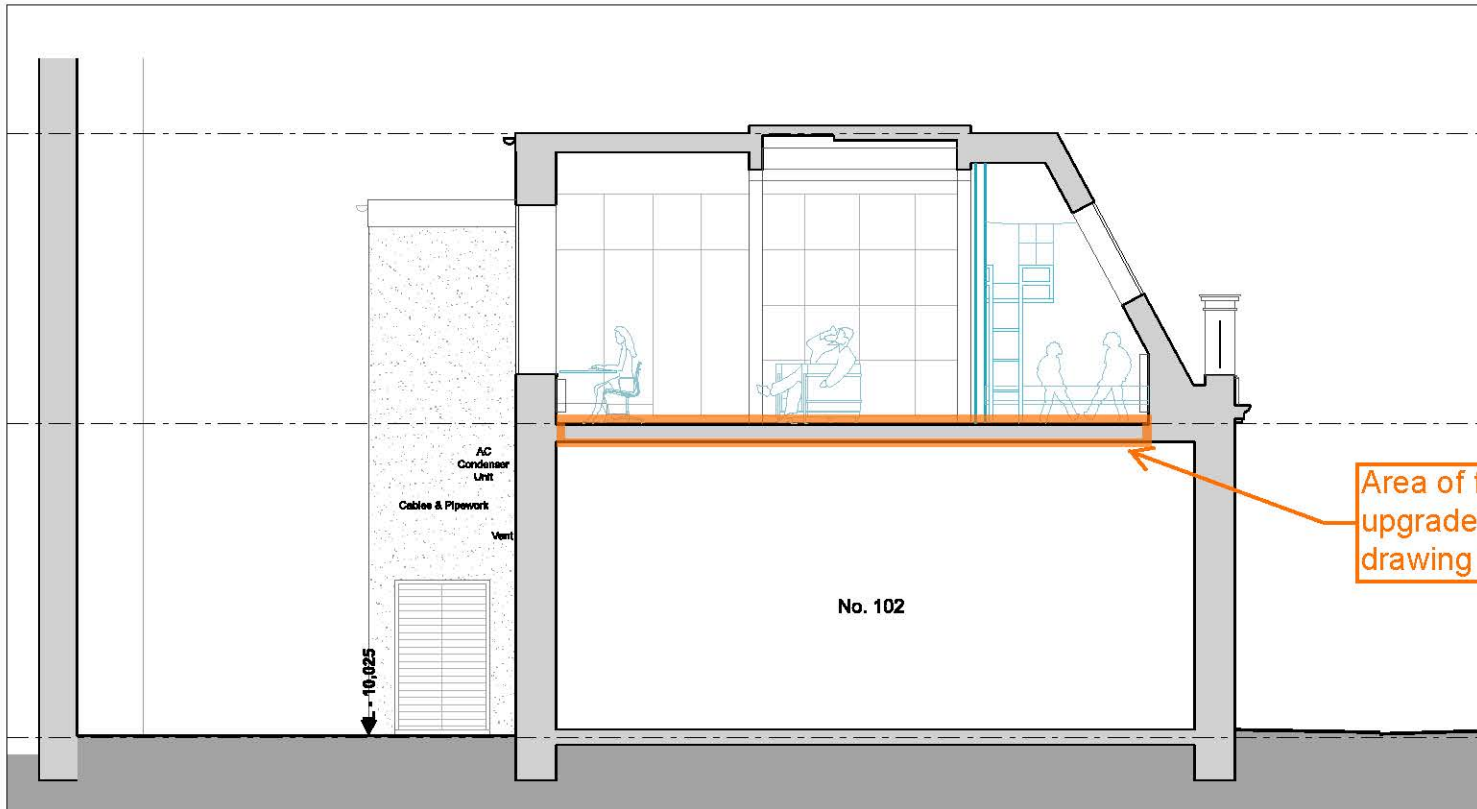 AC
Condenser
Unit
Cables & Pipework
Vent
No. 102
Area of
upgrade
drawing
- 10,025